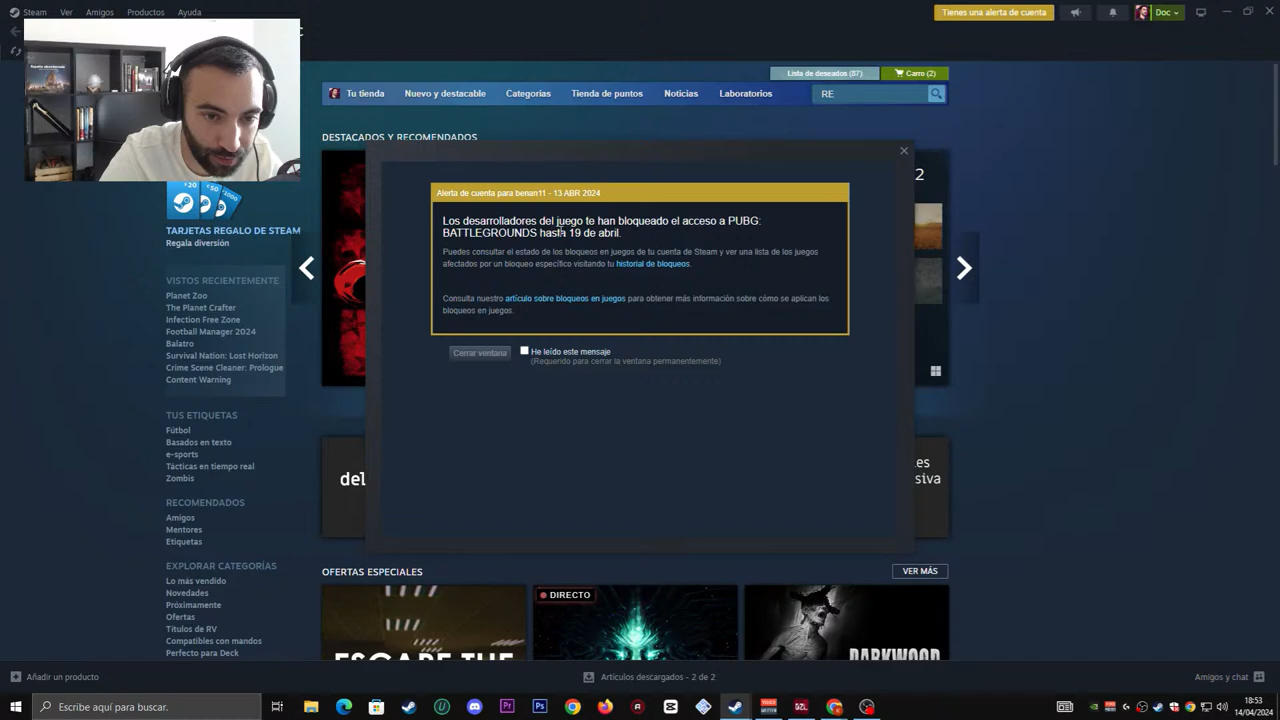 Steam Ver Amigos Productos Ayuda
Tienes una alerta de cuenta
Doc
Lista de deseados (87)
Carro (2)
Tu tienda Nuevo y destacable Categorías Tienda de puntos Noticias Laboratorios
RE
DESTACADOS Y RECOMENDADOS
2
Alerta de cuenta para benan11 - 13 ABR 2024
Los desarrolladores del juego te han bloqueado el acceso a PUBG:
BATTLEGROUNDS hasta 19 de abril.
Puedes consultar el estado de los bloqueos en juegos de tu cuenta de Steam y ver una lista de los juegos
afectados por un bloqueo específico visitando tu historial de bloqueos.
Consulta nuestro artículo sobre bloqueos en juegos para obtener más información sobre cómo se aplican los
bloqueos en juegos.
Cerrar ventana
He leído este mensaje
(Requerido para cerrar la ventana permanentemente)
TARJETAS REGALO DE STEAM
Regala diversión
VISTOS RECIENTEMENTE
Planet Zoo
The Planet Crafter
Infection Free Zone
Football Manager 2024
Balatro
Survival Nation: Lost Horizon
Crime Scene Cleaner: Prologue
Content Warning
TUS ETIQUETAS
Fútbol
Basados en texto
e-sports
Tácticas en tiempo real
Zombis
RECOMENDADOS
Amigos
Mentores
Etiquetas
EXPLORAR CATEGORÍAS
Lo más vendido
Novedades
Próximamente
Ofertas
Títulos de RV
Compatibles con mandos
Perfecto para Deck
del
les
siva
OFERTAS ESPECIALES
VER MÁS
DIRECTO
ESCAPE THE
DARKWOOD
Añadir un producto
Artículos descargados - 2 de 2
Amigos y chat
Escribe aquí para buscar.
18:53
14/04/2024